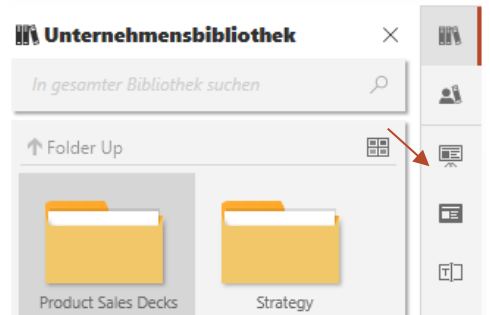 Unternehmensbibliothek
In gesamter Bibliothek suchen
Folder Up
Product Sales Decks
Strategy